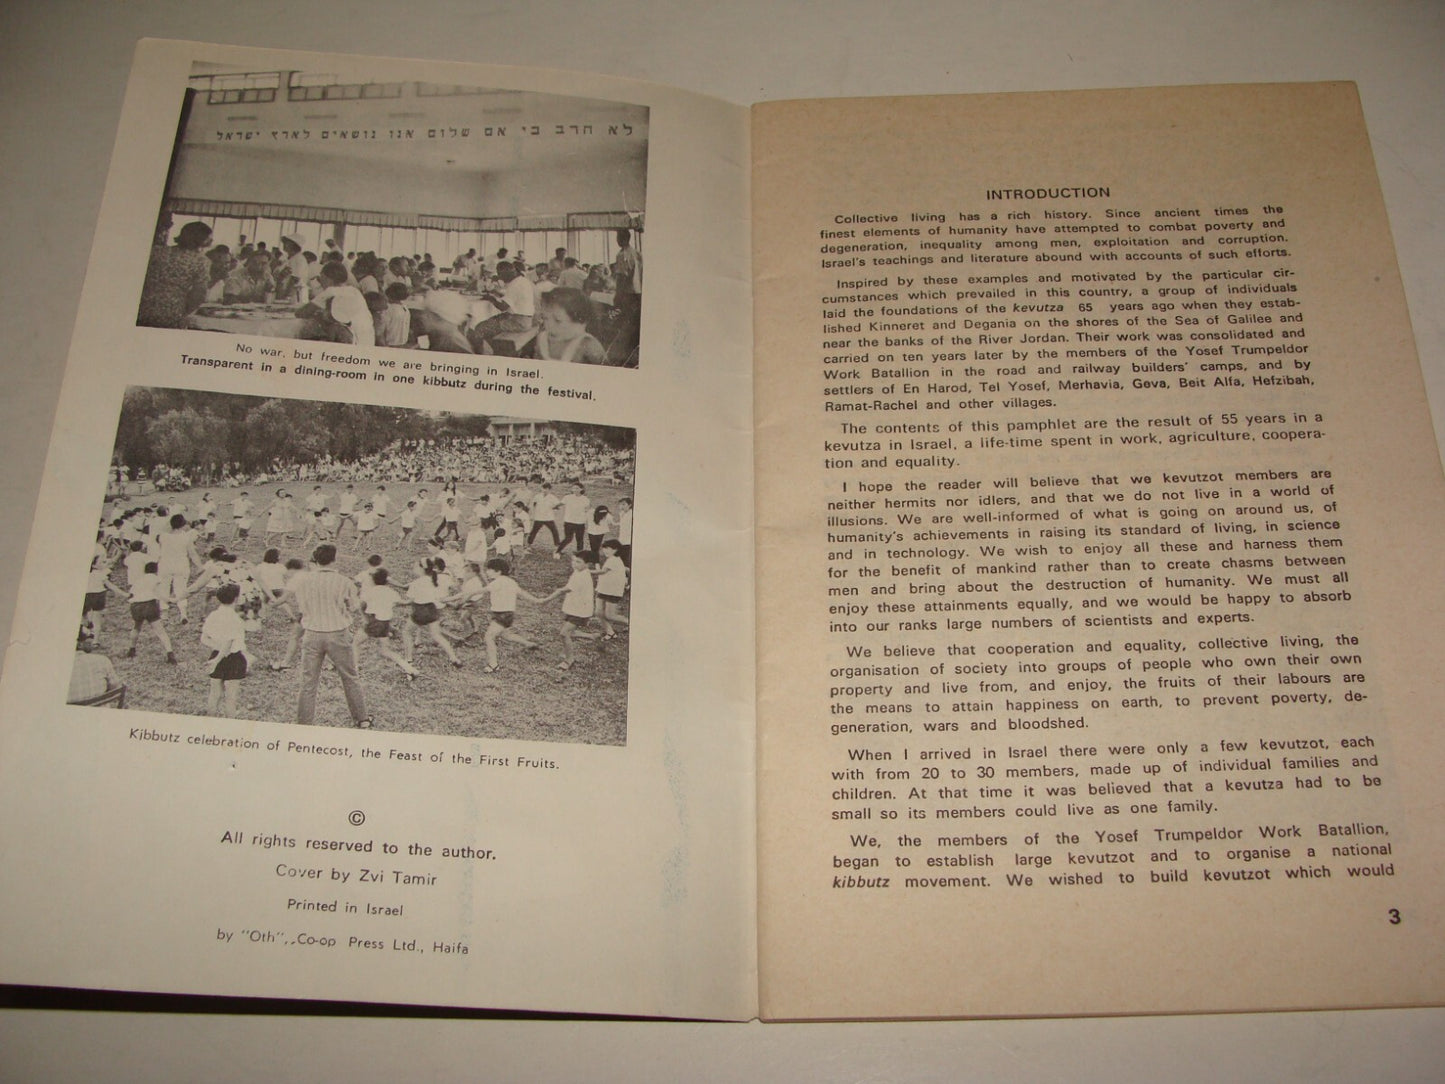 לא חרב כי אם שלום אנו נושאים לארץ ישראל
No war, but freedom we are bringing in Israel.
Transparent in a dining-room in one kibbutz during the festival.
Kibbutz celebration of Pentecost, the Feast of the First Fruits.
©
All rights reserved to the author.
Cover by Zvi Tamir
Printed in Israel
by "Oth", Co-op Press Ltd., Haifa
INTRODUCTION
Collective living has a rich history. Since ancient times the
finest elements of humanity have attempted to combat poverty and
degeneration, inequality among men, exploitation and corruption.
Israel's teachings and literature abound with accounts of such efforts.
Inspired by these examples and motivated by the particular cir-
cumstances which prevailed in this country, a group of individuals
laid the foundations of the kevutza 65 years ago when they estab-
lished Kinneret and Degania on the shores of the Sea of Galilee and
near the banks of the River Jordan. Their work was consolidated and
carried on ten years later by the members of the Yosef Trumpeldor
Work Batallion in the road and railway builders' camps, and by
settlers of En Harod, Tel Yosef, Merhavia, Geva, Beit Alfa, Hefzibah,
Ramat-Rachel and other villages.
The contents of this pamphlet are the result of 55 years in a
kevutza in Israel, a life-time spent in work, agriculture, coopera-
tion and equality.
I hope the reader will believe that we kevutzot members are
neither hermits nor idlers, and that we do not live in a world of
illusions. We are well-informed of what is going on around us, of
humanity's achievements in raising its standard of living, in science
and in technology. We wish to enjoy all these and harness them
for the benefit of mankind rather than to create chasms between
men and bring about the destruction of humanity. We must all
enjoy these attainments equally, and we would be happy to absorb
into our ranks large numbers of scientists and experts.
We believe that cooperation and equality, collective living, the
organisation of society into groups of people who own their own
property and live from, and enjoy, the fruits of their labours are
the means to attain happiness on earth, to prevent poverty, de-
generation, wars and bloodshed.
When I arrived in Israel there were only a few kevutzot, each
with from 20 to 30 members, made up of individual families and
children. At that time it was believed that a kevutza had to be
small so its members could live as one family.
We, the members of the Yosef Trumpeldor Work Batallion,
began to establish large kevutzot and to organise a national
kibbutz movement. We wished to build kevutzot which would
3